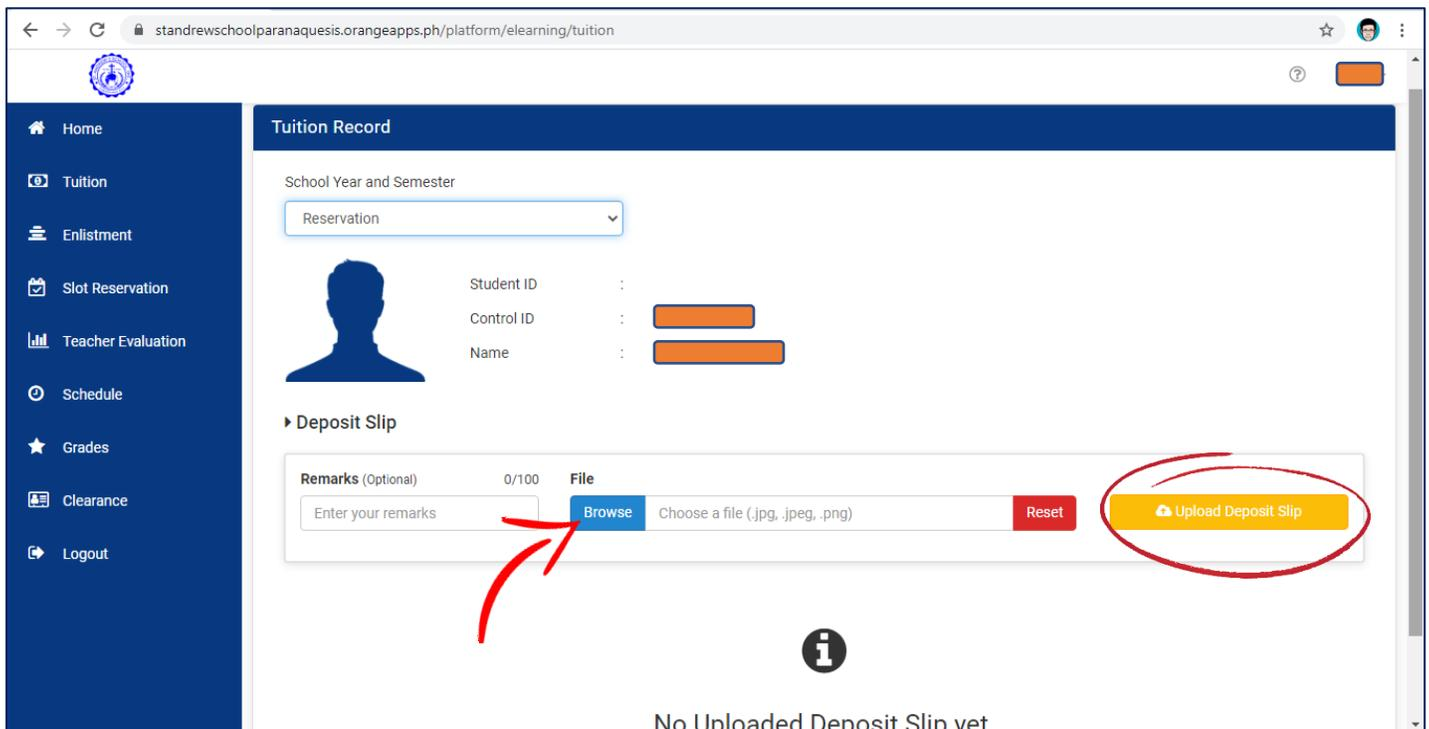 standrewschoolparanaquesis.orangeapps.ph/platform/elearning/tuition
Home
Tuition
Enlistment
Slot Reservation
Teacher Evaluation
Schedule
Grades
Clearance
Logout
Tuition Record
School Year and Semester
Reservation
Student ID :
Control ID :
Name :
Deposit Slip
Remarks (Optional) 0/100 File
Enter your remarks Browse Choose a file (.jpg, .jpeg, .png) Reset Upload Deposit Slip
No Uploaded Deposit Slip yet